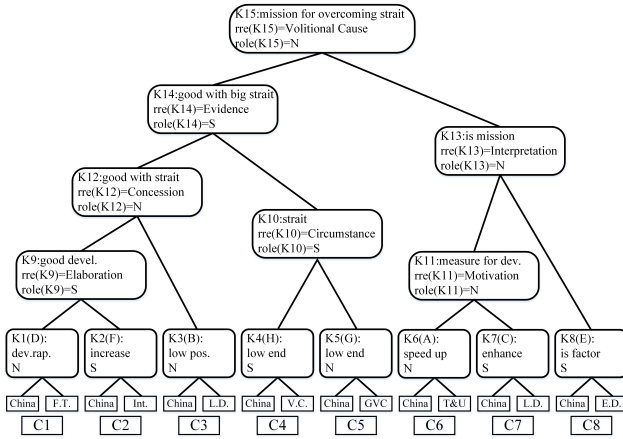 K15:mission for overcoming strait
rre(K15)=Volitional Cause
role(K15)=N
K14:good with big strait
rre(K14)=Evidence
role(K14)=S
K13:is mission
rre(K13)=Interpretation
role(K13)=N
K12:good with strait
rre(K12)=Concession
role(K12)=N
K10:strait
rre(K10)=Circumstance
role(K10)=S
K9:good devel.
rre(K9)=Elaboration
role(K9)=S
K11:measure for dev.
rre(K11)=Motivation
role(K11)=N
K1(D):
dev.rap.
N
K2(F):
increase
S
K3(B):
low pos.
N
K4(H):
low end
S
K5(G):
low end
N
K6(A):
speed up
N
K7(C):
enhance
S
K8(E):
is factor
S
China F.T. China Int. China L.D. China V.C. China GVC China T&U China L.D. China E.D.
C1 C2 C3 C4 C5 C6 C7 C8